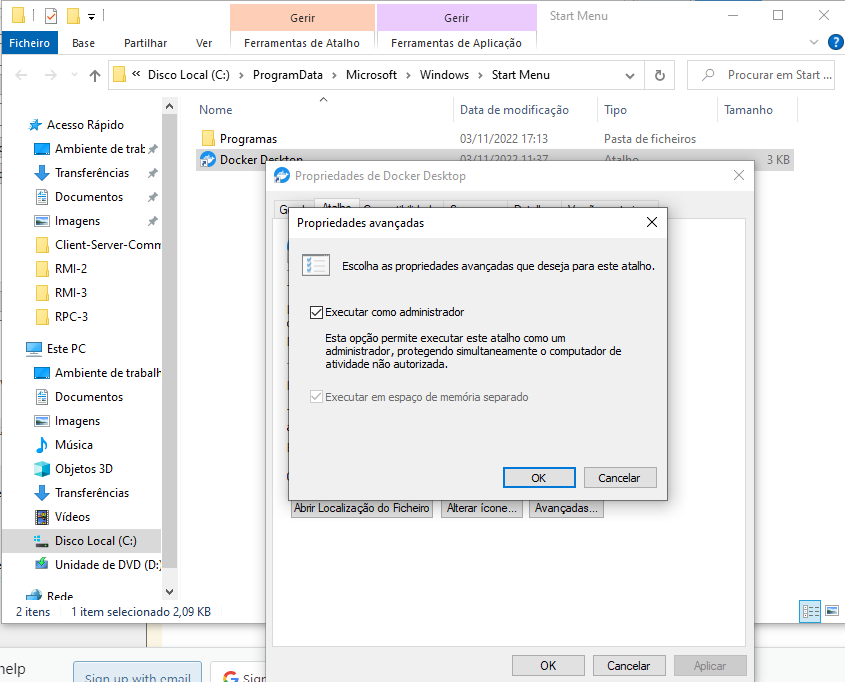 Gerir
Gerir
Start Menu
Ficheiro
Base
Partilhar
Ver
Ferramentas de Atalho
Ferramentas de Aplicação
« Disco Local (C:) > ProgramData > Microsoft > Windows > Start Menu
Procurar em Start ...
Nome
Data de modificação
Tipo
Tamanho
Programas
03/11/2022 17:13
Pasta de ficheiros
Docker Desktop
03/11/2022 11:37
Atalho
3 KB
Acesso Rápido
Ambiente de trab
Transferências
Documentos
Imagens
Client-Server-Comm
RMI-2
RMI-3
RPC-3
Este PC
Ambiente de trabalh
Documentos
Imagens
Música
Objetos 3D
Transferências
Vídeos
Disco Local (C:)
Unidade de DVD (D:)
Rede
2 itens
1 item selecionado 2,09 KB
Propriedades de Docker Desktop
Atalho
Propriedades avançadas
Escolha as propriedades avançadas que deseja para este atalho.
Executar como administrador
Esta opção permite executar este atalho como um
administrador, protegendo simultaneamente o computador de
atividade não autorizada.
Executar em espaço de memória separado
OK
Cancelar
Abrir Localização do Ficheiro
Alterar ícone...
Avançadas...
OK
Cancelar
Aplicar
help
Sign up with email
Sign